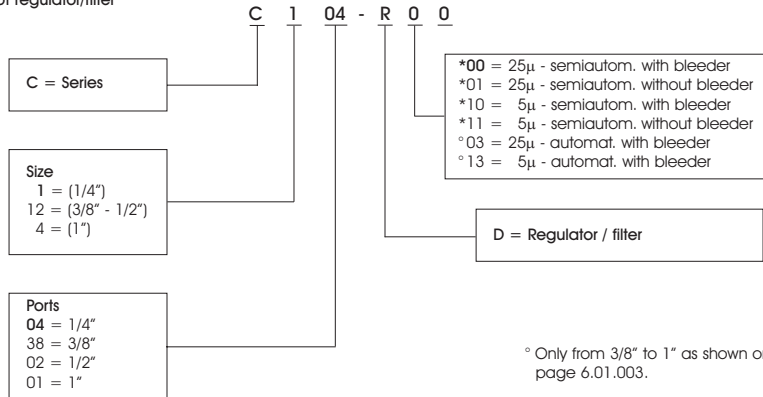 of regulator/filter
C 1 04 - R 0 0
C = Series
*00 = 25µ - semiautom. with bleeder
*01 = 25µ - semiautom. without bleeder
*10 = 5µ - semiautom. with bleeder
*11 = 5µ - semiautom. without bleeder
°03 = 25µ - automat. with bleeder
°13 = 5µ - automat. with bleeder
Size
1 = (1/4")
12 = (3/8" - 1/2")
4 = (1")
D = Regulator / filter
Ports
04 = 1/4"
38 = 3/8"
02 = 1/2"
01 = 1"
° Only from 3/8" to 1" as shown on
page 6.01.003.